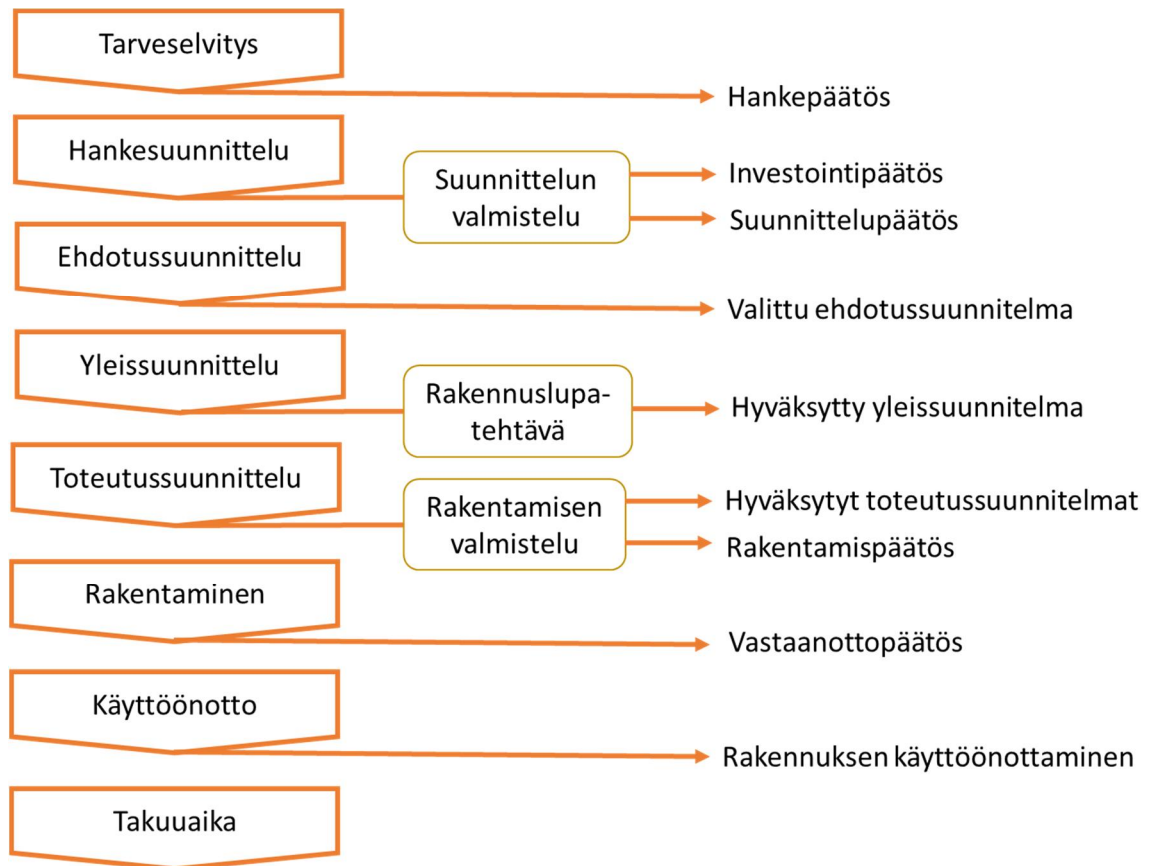 Tarveselvitys
Hankepäätös
Hankesuunnittelu
Suunnittelun
valmistelu
Investointipäätös
Suunnittelupäätös
Ehdotussuunnittelu
Valittu ehdotussuunnitelma
Yleissuunnittelu
Rakennuslupa-
tehtävä
Hyväksytty yleissuunnitelma
Toteutussuunnittelu
Rakentamisen
valmistelu
Hyväksytyt toteutussuunnitelmat
Rakentamispäätös
Rakentaminen
Vastaanottopäätös
Käyttöönotto
Rakennuksen käyttöönottaminen
Takuuaika